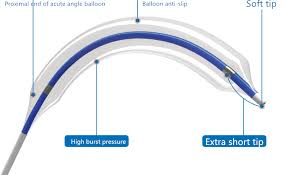 Proximal end of acute angle balloon
Balloon anti-slip
Soft tip
High burst pressure
Extra short tip